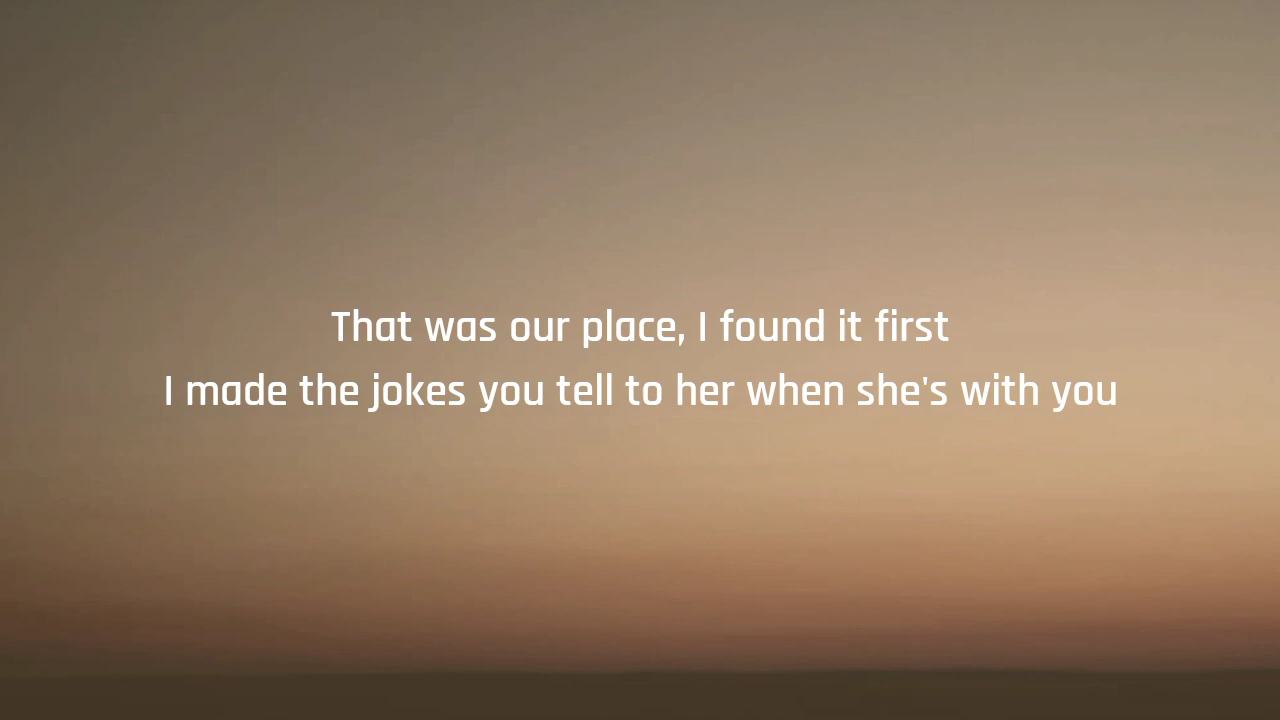 That was our place, I found it first
I made the jokes you tell to her when she's with you